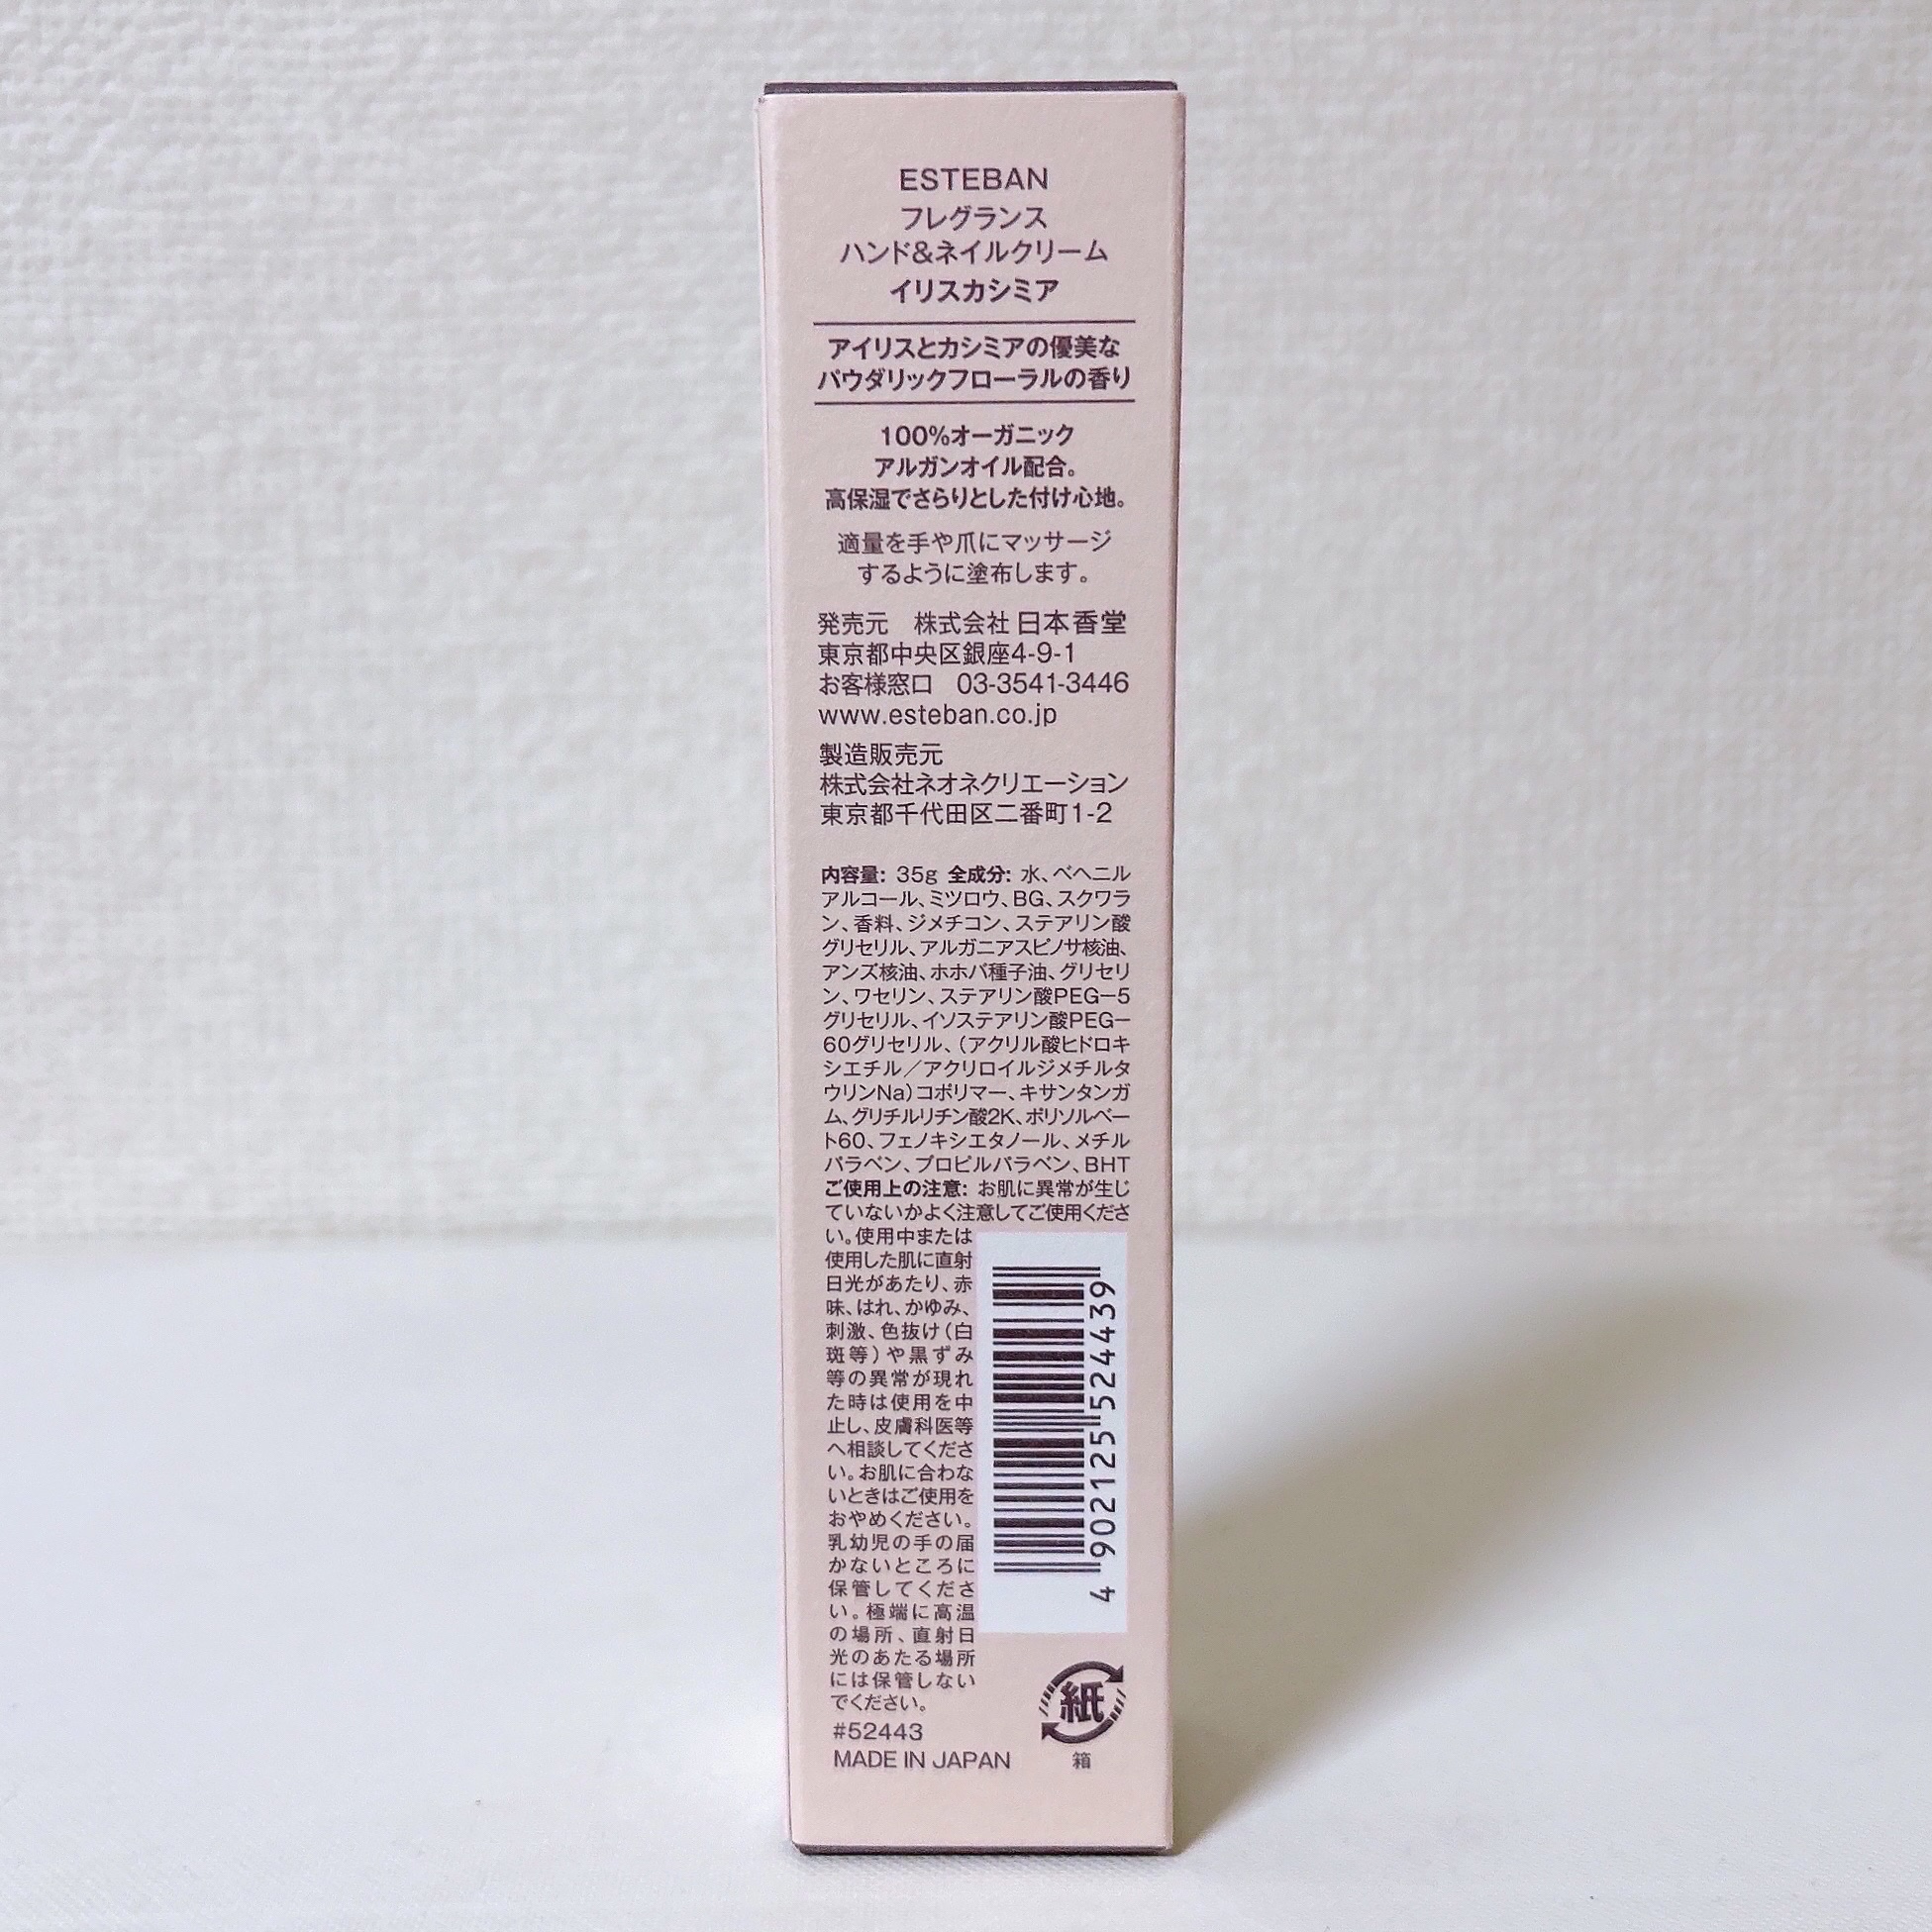 ESTEBAN
フレグランス
ハンド&ネイルクリーム
イリスカシミア
アイリスとカシミアの優美な
パウダリックフローラルの香り
100%オーガニック
アルガンオイル配合。
高保湿でさらりとした付け心地。
適量を手や爪にマッサージ
するように塗布します。
発売元 株式会社 日本香堂
東京都中央区銀座4-9-1
お客様窓口 03-3541-3446
www.esteban.co.jp
製造販売元
株式会社ネオネクリエーション
東京都千代田区二番町1-2
内容量: 35g 全成分: 水、ベヘニル
アルコール、ミツロウ、BG、スクワラ
ン、香料、ジメチコン、ステアリン酸
グリセリル、アルガニアスピノサ核油、
アンズ核油、ホホバ種子油、グリセリ
ン、ワセリン、ステアリン酸PEG－5
グリセリル、イソステアリン酸PEG－
60グリセリル、（アクリル酸ヒドロキ
シエチル／アクリロイルジメチルタ
ウリンNa）コポリマー、キサンタンガ
ム、グリチルリチン酸2K、ポリソルベー
ト60、フェノキシエタノール、メチル
パラベン、プロピルパラベン、BHT
ご使用上の注意: お肌に異常が生じ
ていないかよく注意してご使用くださ
い。使用中または
使用した肌に直射
日光があたり、赤
味、はれ、かゆみ、
刺激、色抜け（白
斑等）や黒ずみ
等の異常が現れ
た時は使用を中
止し、皮膚科医等
へ相談してくださ
い。お肌に合わな
いときはご使用を
おやめください。
乳幼児の手の届
かないところに
保管してくださ
い。極端に高温
の場所、直射日
光のあたる場所
には保管しない
でください。
#52443
MADE IN JAPAN
4 902125 524439
紙
箱